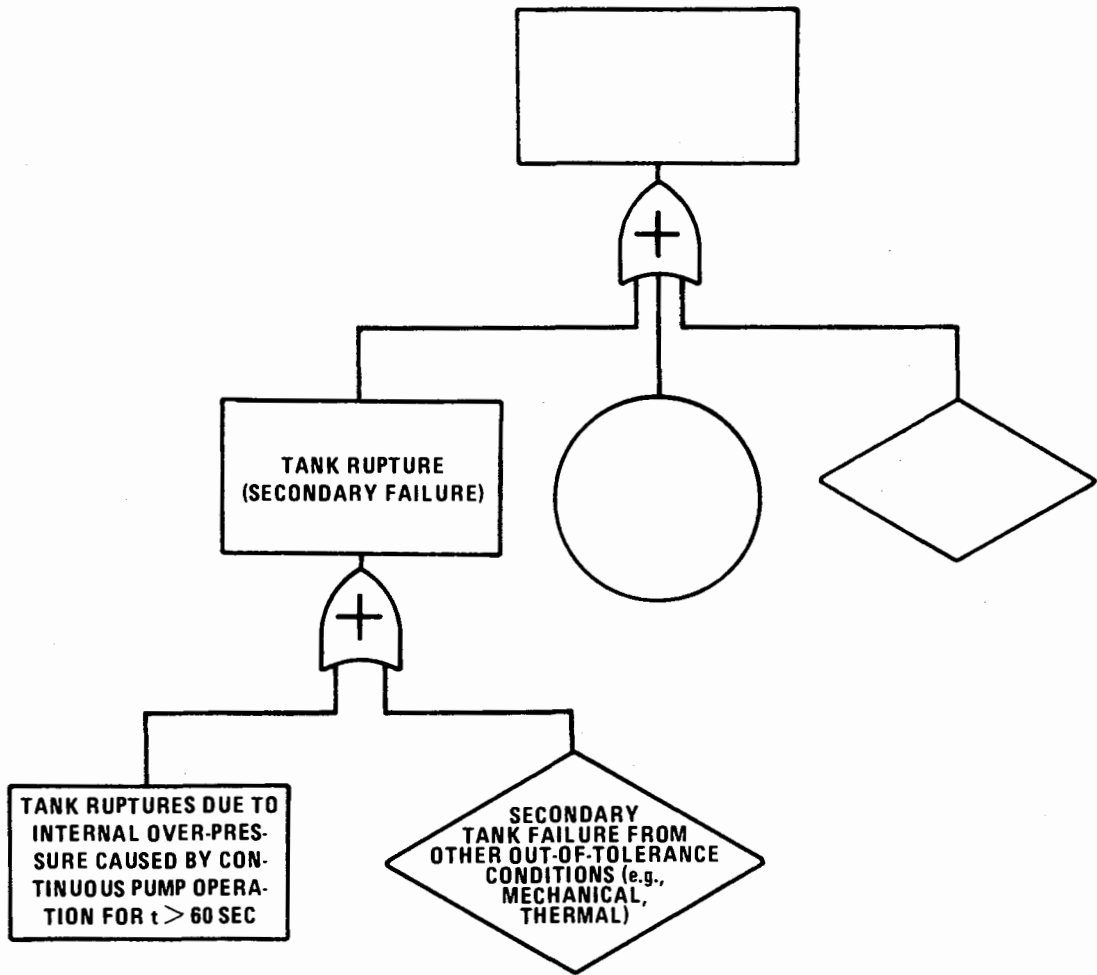 TANK RUPTURE
(SECONDARY FAILURE)
TANK RUPTURES DUE TO
INTERNAL OVER-PRES-
SURE CAUSED BY CON-
TINUOUS PUMP OPERA-
TION FOR t > 60 SEC
SECONDARY
TANK FAILURE FROM
OTHER OUT-OF-TOLERANCE
CONDITIONS (e.g.,
MECHANICAL,
THERMAL)